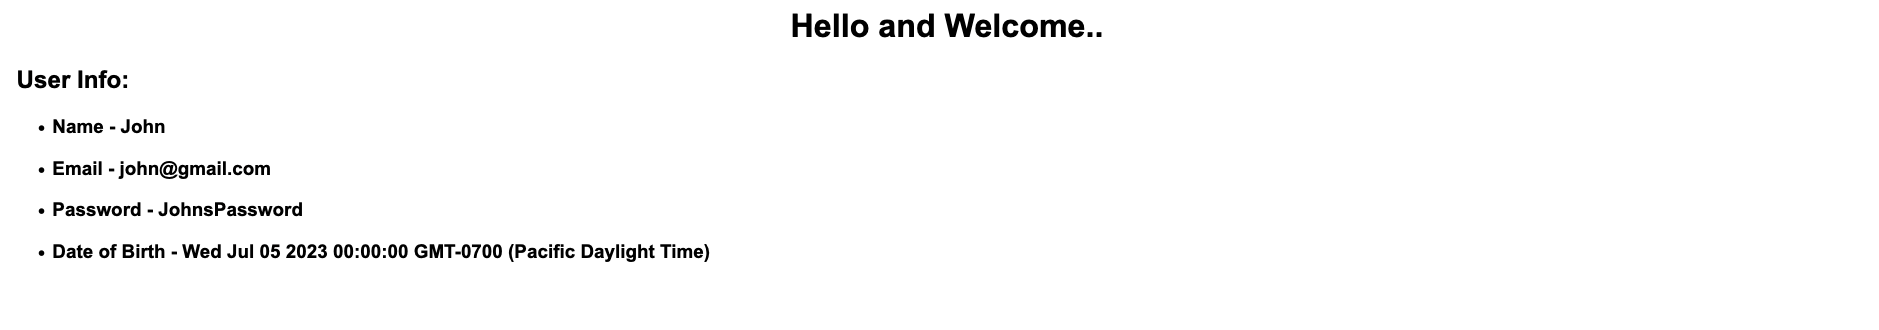 Hello and Welcome..
User Info:
• Name - John
• Email - john@gmail.com
• Password - JohnsPassword
• Date of Birth - Wed Jul 05 2023 00:00:00 GMT-0700 (Pacific Daylight Time)